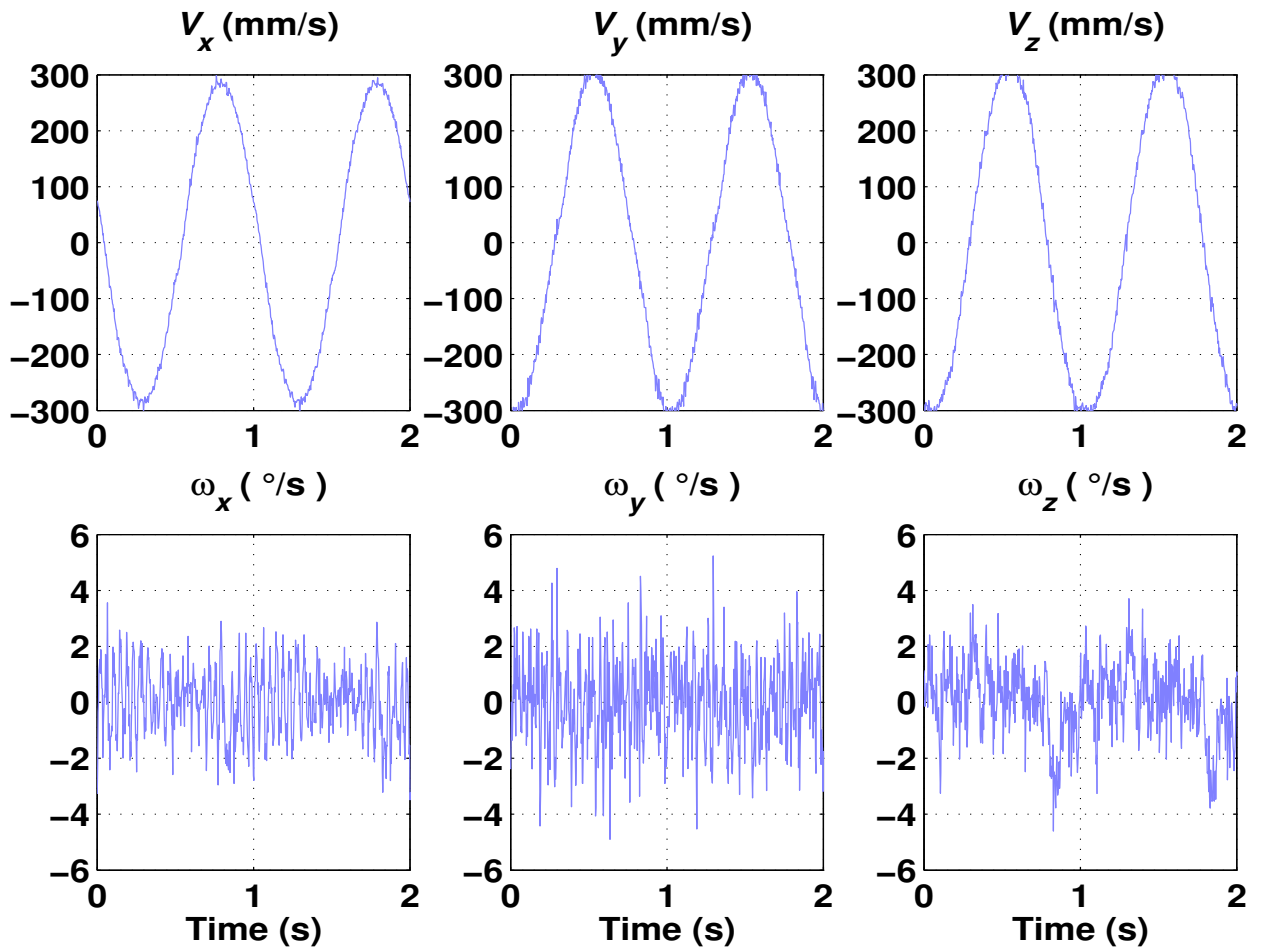 V_x (mm/s) V_y (mm/s) V_z (mm/s)
300 300 300
200 200 200
100 100 100
0 0 0
−100 −100 −100
−200 −200 −200
−300 −300 −300
0 1 2 0 1 2 0 1 2
ω_x ( °/s ) ω_y ( °/s ) ω_z ( °/s )
6 6 6
4 4 4
2 2 2
0 0 0
−2 −2 −2
−4 −4 −4
−6 −6 −6
0 1 2 0 1 2 0 1 2
Time (s) Time (s) Time (s)